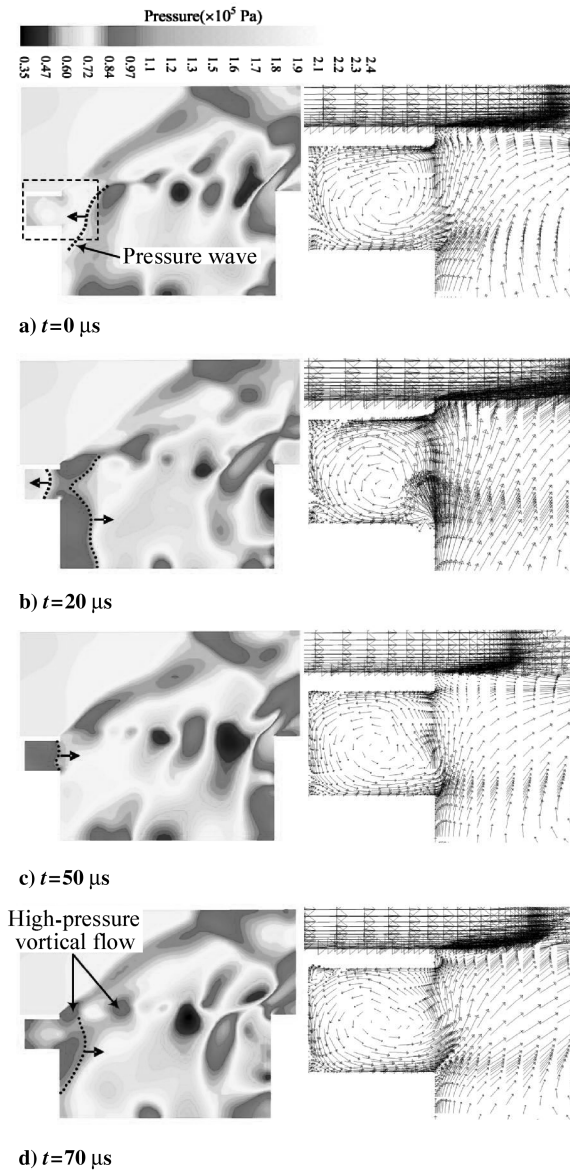 Pressure(×10⁵ Pa)
0.35 0.47 0.60 0.72 0.84 0.97 1.1 1.2 1.3 1.5 1.6 1.7 1.8 1.9 2.1 2.2 2.3 2.4
Pressure wave
a) t=0 μs
b) t=20 μs
c) t=50 μs
High-pressure
vortical flow
d) t=70 μs